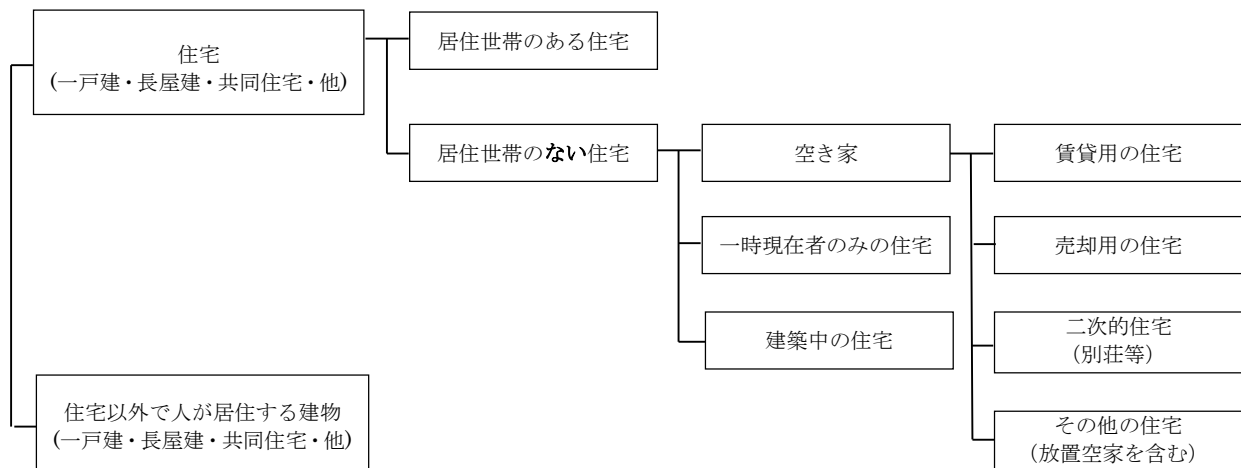 住宅
(一戸建・長屋建・共同住宅・他)
居住世帯のある住宅
居住世帯のない住宅
空き家
賃貸用の住宅
一時現在者のみの住宅
売却用の住宅
建築中の住宅
二次的住宅
（別荘等）
住宅以外で人が居住する建物
(一戸建・長屋建・共同住宅・他)
その他の住宅
（放置空家を含む）